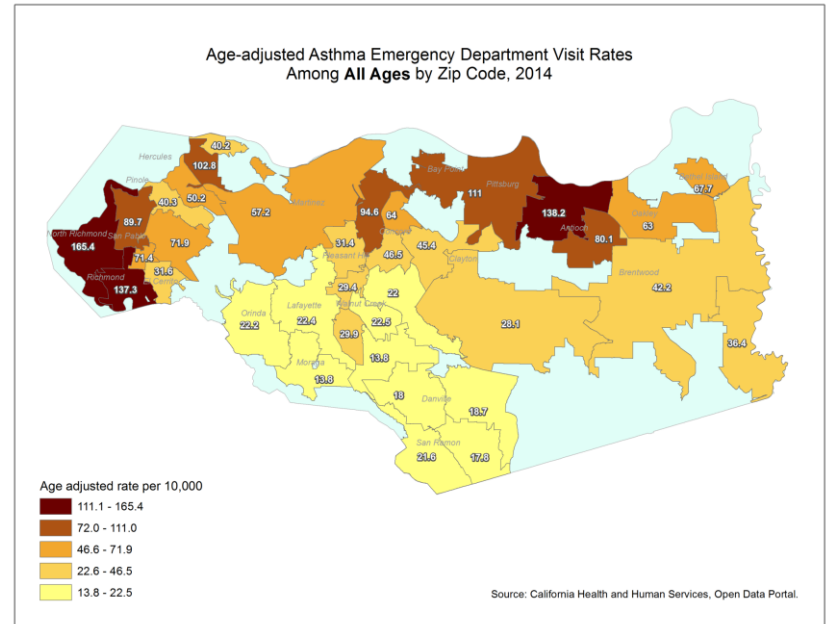 Age-adjusted Asthma Emergency Department Visit Rates
Among All Ages by Zip Code, 2014
40.2
Hercules
102.8
Pinole
40.3
50.2
89.7
North Richmond
San Pablo
165.4
71.9
71.4
31.6
Richmond
El Cerrito
137.3
57.2
Martinez
94.6
64
Concord
31.4
Pleasant Hill
46.5
45.4
Clayton
Bay Point
Pittsburg
111
138.2
Antioch
80.1
Bethel Island
67.7
Oakley
63
Brentwood
42.2
36.4
28.1
29.4
Walnut Creek
22
22.5
29.9
Lafayette
22.4
Orinda
22.2
Moraga
13.8
13.8
18
Danville
18.7
San Ramon
21.6
17.8
Age adjusted rate per 10,000
111.1 - 165.4
72.0 - 111.0
46.6 - 71.9
22.6 - 46.5
13.8 - 22.5
Source: California Health and Human Services, Open Data Portal.